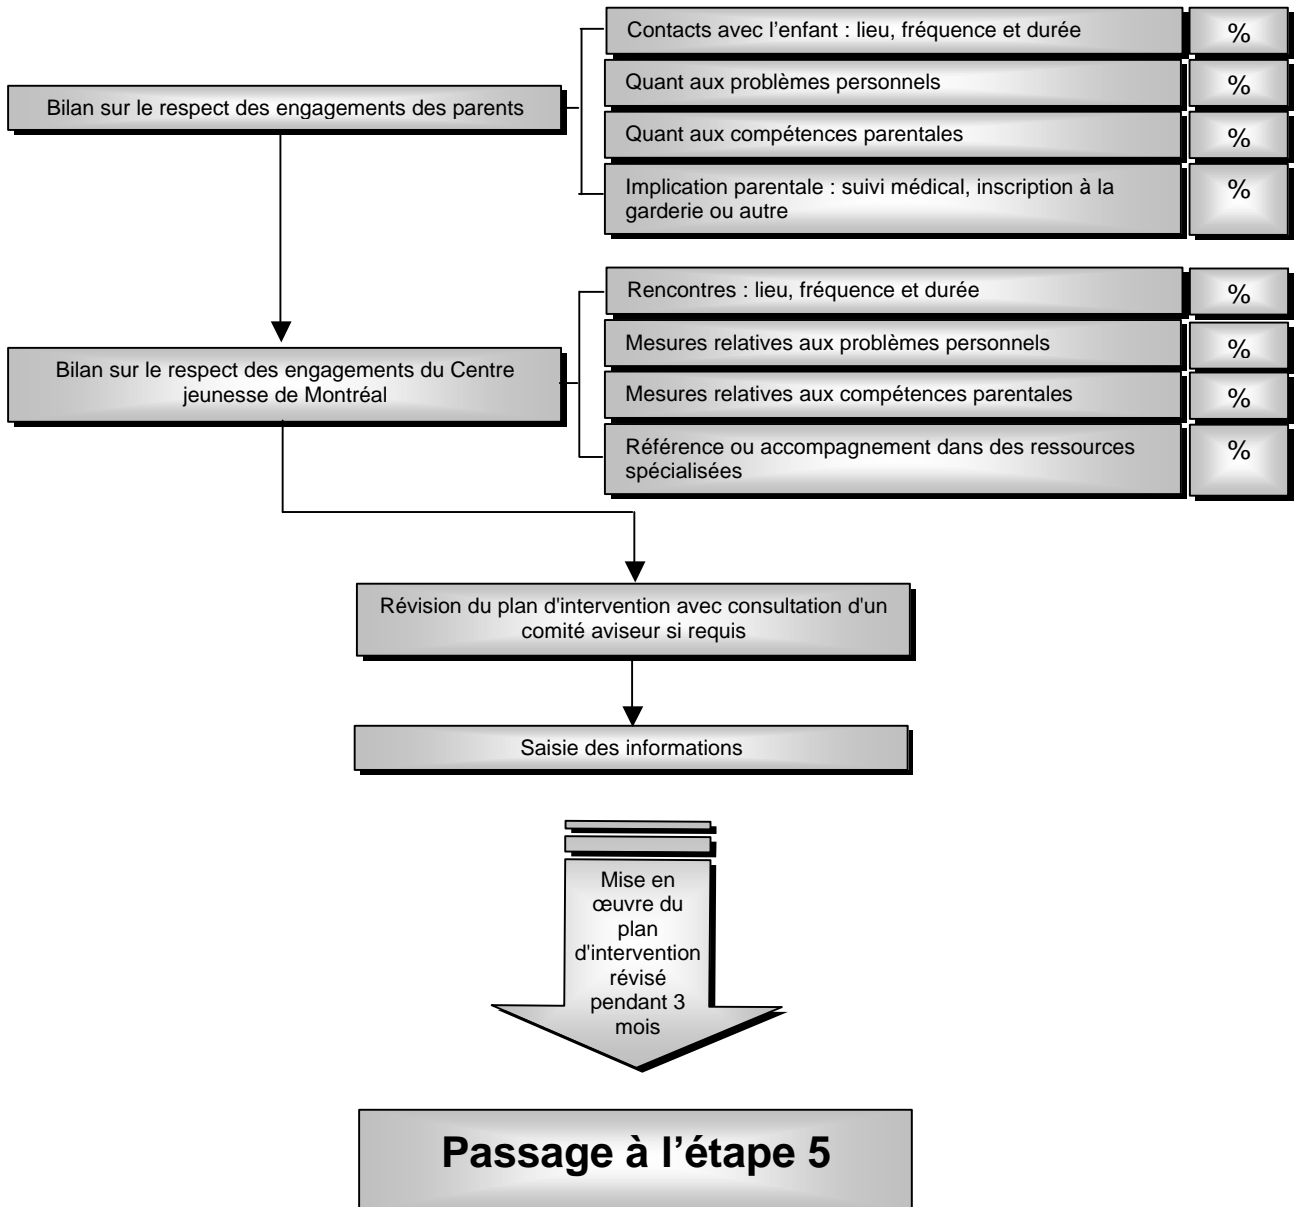 Contacts avec l'enfant : lieu, fréquence et durée
%
Bilan sur le respect des engagements des parents
Quant aux problèmes personnels
%
Quant aux compétences parentales
%
Implication parentale : suivi médical, inscription à la
garderie ou autre
%
Rencontres : lieu, fréquence et durée
%
Bilan sur le respect des engagements du Centre
jeunesse de Montréal
Mesures relatives aux problèmes personnels
%
Mesures relatives aux compétences parentales
%
Référence ou accompagnement dans des ressources
spécialisées
%
Révision du plan d'intervention avec consultation d'un
comité aviseur si requis
Saisie des informations
Mise en
œuvre du
plan
d'intervention
révisé
pendant 3
mois
Passage à l'étape 5